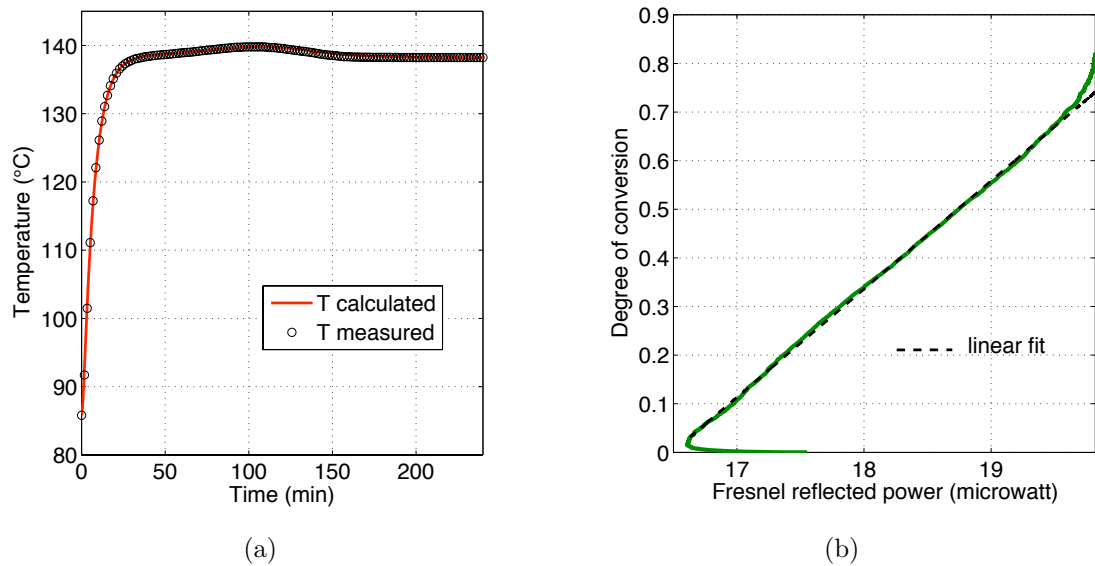 140
130
120
110
100
90
80
0
50
100
150
200
Temperature (°C)
Time (min)
T calculated
T measured
(a)
0.9
0.8
0.7
0.6
0.5
0.4
0.3
0.2
0.1
0
17
18
19
Degree of conversion
Fresnel reflected power (microwatt)
linear fit
(b)